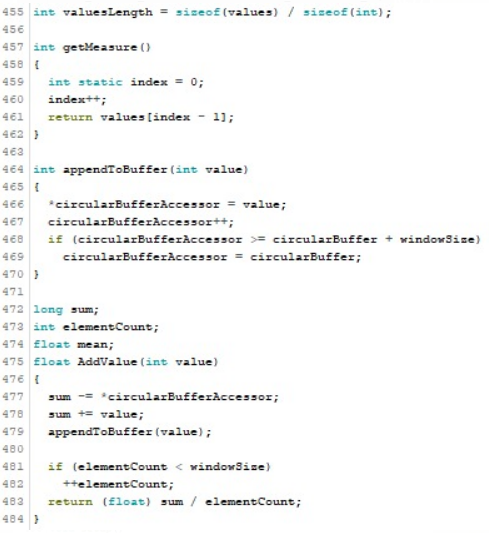 455 int valuesLength = sizeof(values) / sizeof(int);
456
457 int getMeasure()
458 {
459   int static index = 0;
460   index++;
461   return values[index - 1];
462 }
463
464 int appendToBuffer(int value)
465 {
466   *circularBufferAccessor = value;
467   circularBufferAccessor++;
468   if (circularBufferAccessor >= circularBuffer + windowSize)
469     circularBufferAccessor = circularBuffer;
470 }
471
472 long sum;
473 int elementCount;
474 float mean;
475 float AddValue(int value)
476 {
477   sum -= *circularBufferAccessor;
478   sum += value;
479   appendToBuffer(value);
480
481   if (elementCount < windowSize)
482     ++elementCount;
483   return (float) sum / elementCount;
484 }